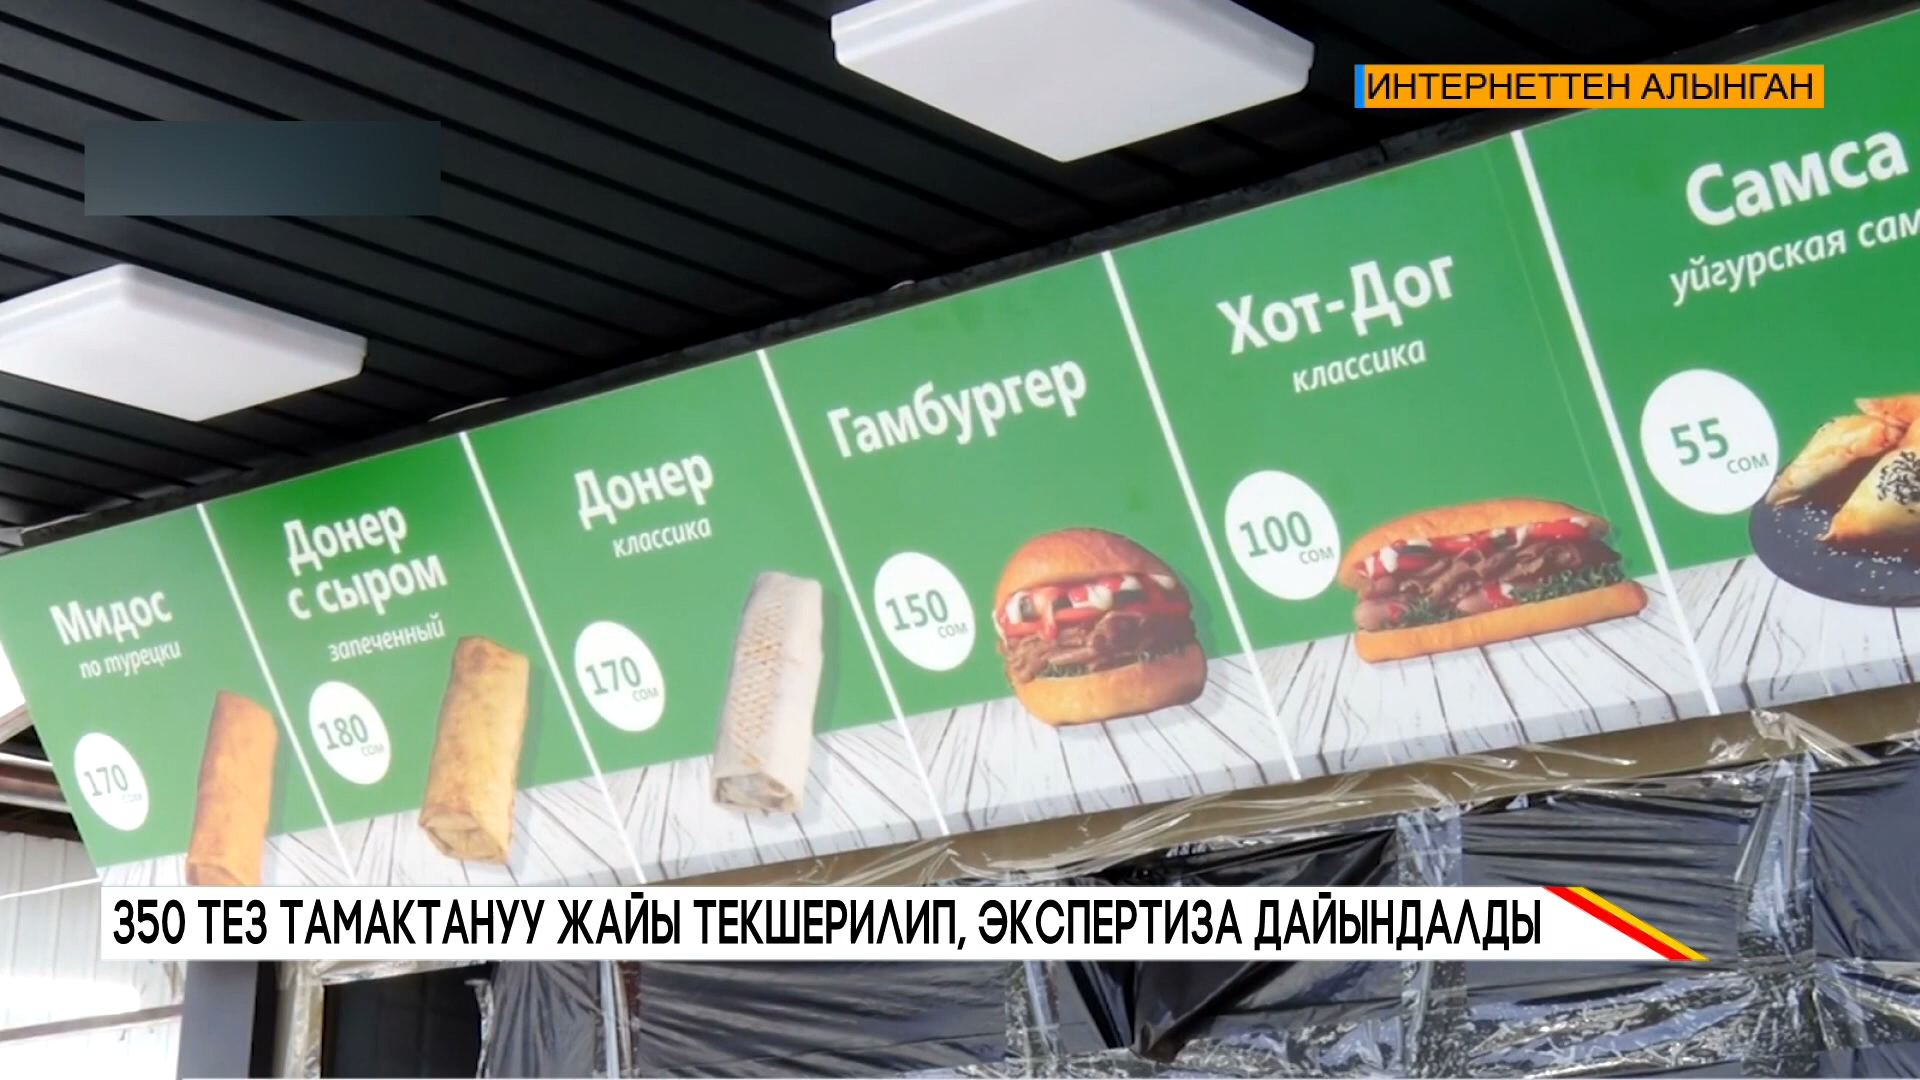 ИНТЕРНЕТТЕН АЛЫНГАН
Мидос
по турецки
170 сом
Донер
с сыром
запеченный
180 сом
Донер
классика
170 сом
Гамбургер
150 сом
Хот-Дог
классика
100 сом
Самса
уйгурская
55 сом
350 ТЕЗ ТАМАКТАНУУ ЖАЙЫ ТЕКШЕРИЛИП, ЭКСПЕРТИЗА ДАЙЫНДАЛДЫ